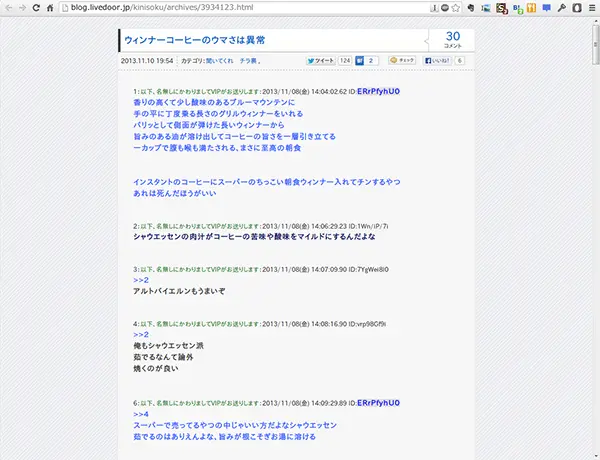 blog.livedoor.jp/kinisoku/archives/3934123.html
ウィンナーコーヒーのウマさは異常
30
コメント
2013.11.10 19:54 : カテゴリ: 聞いてくれ チラ裏 ,
ツイート 124 2 チェック いいね! 6
1:以下、名無しにかわりましてVIPがお送りします:2013/11/08(金) 14:04:02.62 ID:ERrPfyhU0
香りの高くて少し酸味のあるブルーマウンテンに
手の平に丁度乗る長さのグリルウィンナーをいれる
パリッとして側面が弾けた長いウィンナーから
旨みのある油が溶け出してコーヒーの旨さを一層引き立てる
一カップで腹も喉も満たされる、まさに至高の朝食
インスタントのコーヒーにスーパーのちっこい朝食ウィンナー入れてチンするやつ
あれは死んだほうがいい
2:以下、名無しにかわりましてVIPがお送りします:2013/11/08(金) 14:06:29.23 ID:1Wn/iP/7i
シャウエッセンの肉汁がコーヒーの苦味や酸味をマイルドにするんだよな
3:以下、名無しにかわりましてVIPがお送りします:2013/11/08(金) 14:07:09.90 ID:7YgWei8I0
>>2
アルトバイエルンもうまいぞ
4:以下、名無しにかわりましてVIPがお送りします:2013/11/08(金) 14:08:16.90 ID:vrp98Gf9i
>>2
俺もシャウエッセン派
茹でるなんて論外
焼くのが良い
6:以下、名無しにかわりましてVIPがお送りします:2013/11/08(金) 14:09:29.89 ID:ERrPfyhU0
>>4
スーパーで売ってるやつの中じゃいい方だよなシャウエッセン
茹でるのはありえんよな、旨みが根こそぎお湯に溶ける